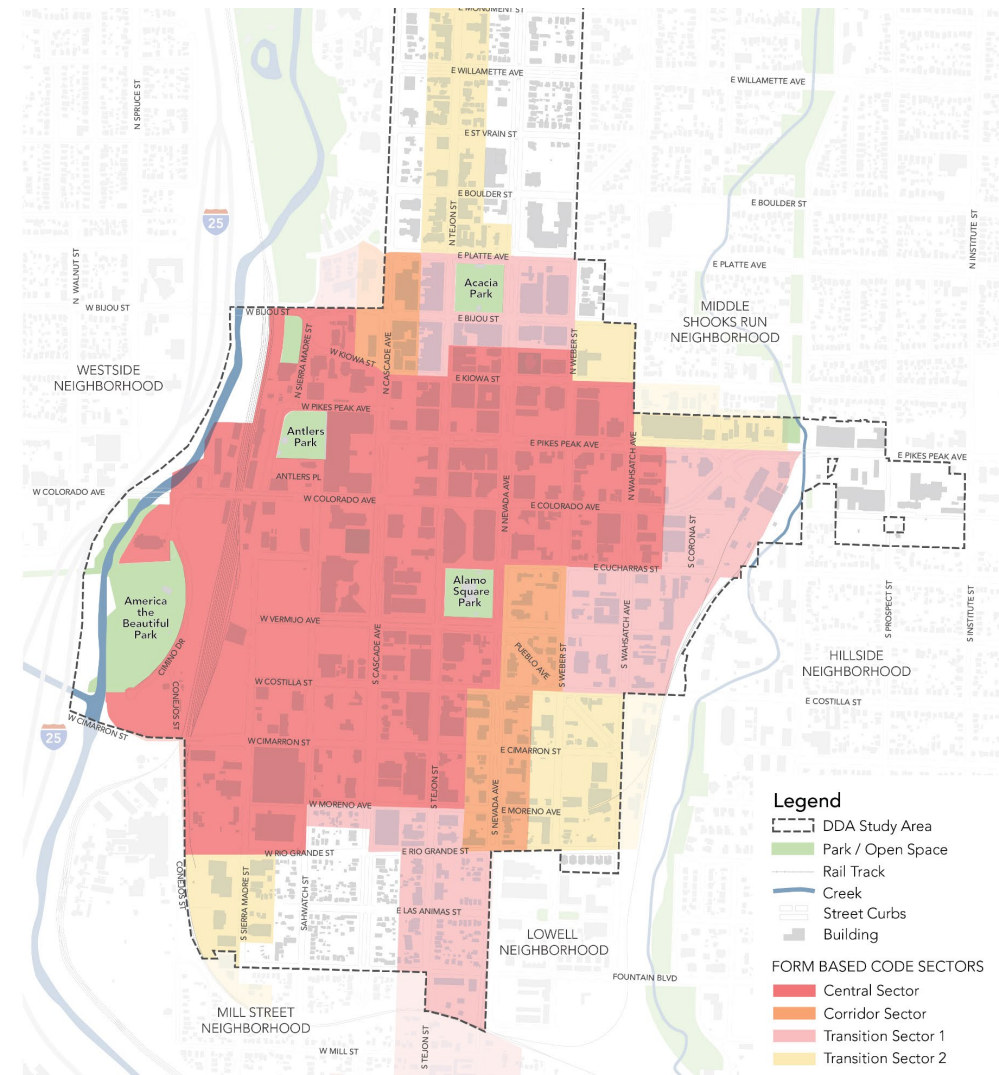 E MONUMENT ST
E WILLAMETTE AVE
E WILLAMETTE AVE
N SPRUCE ST
E ST VRAIN ST
E BOULDER ST
E BOULDER ST
25
N TEJON ST
N INSTITUTE ST
E PLATTE AVE
E PLATTE AVE
N WALNUT ST
Acacia
Park
W BIJOU ST
W BIJOU ST
E BIJOU ST
MIDDLE
SHOOKS RUN
NEIGHBORHOOD
N SIERRA MADRE ST
W KIOWA ST
N CASCADE AVE
N WEBER ST
WESTSIDE
NEIGHBORHOOD
E KIOWA ST
W PIKES PEAK AVE
Antlers
Park
E PIKES PEAK AVE
N WAHSATCH AVE
E PIKES PEAK AVE
ANTLERS PL
W COLORADO AVE
W COLORADO AVE
N NEVADA AVE
E COLORADO AVE
S CORONA ST
E CUCHARRAS ST
Alamo
Square
Park
America
the
Beautiful
Park
S PROSPECT ST
S INSTITUTE ST
W VERMIJO AVE
CIMINO DR
S CASCADE AVE
PUEBLO AVE
S WEBER ST
S WAHSATCH AVE
HILLSIDE
NEIGHBORHOOD
W COSTILLA ST
CONEJOS ST
E COSTILLA ST
W CIMARRON ST
25
W CIMARRON ST
E CIMARRON ST
S TEJON ST
S NEVADA AVE
W MORENO AVE
E MORENO AVE
W RIO GRANDE ST
E RIO GRANDE ST
CONEJOS ST
S SIERRA MADRE ST
SAHWATCH ST
E LAS ANIMAS ST
LOWELL
NEIGHBORHOOD
FOUNTAIN BLVD
MILL STREET
NEIGHBORHOOD
W MILL ST
S TEJON ST
Legend
DDA Study Area
Park / Open Space
Rail Track
Creek
Street Curbs
Building
FORM BASED CODE SECTORS
Central Sector
Corridor Sector
Transition Sector 1
Transition Sector 2